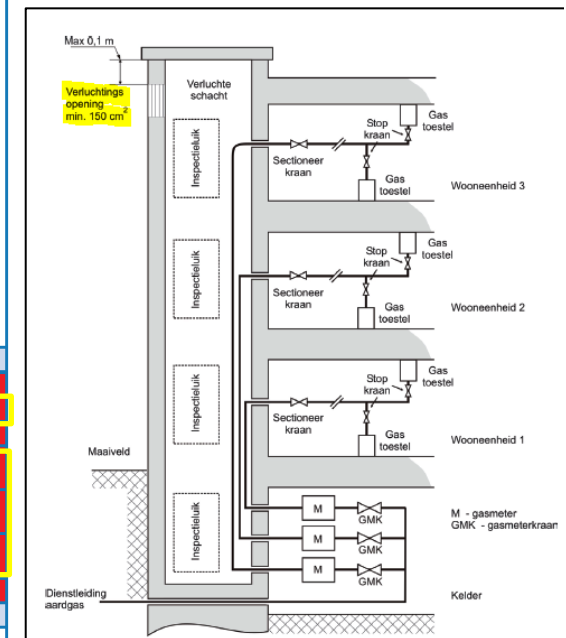 Max 0,1 m
Verluchtings
opening
min. 150 cm²
Verluchte
schacht
Inspectieluik
Stop
kraan
Gas
toestel
Sectioneer
kraan
Gas
toestel
Wooneenheid 3
Inspectieluik
Stop
kraan
Gas
toestel
Sectioneer
kraan
Gas
toestel
Wooneenheid 2
Inspectieluik
Stop
kraan
Gas
toestel
Sectioneer
kraan
Gas
toestel
Wooneenheid 1
Maaiveld
Inspectieluik
M
GMK
M
GMK
M
GMK
M - gasmeter
GMK - gasmeterkraan
Dienstleiding
aardgas
Kelder